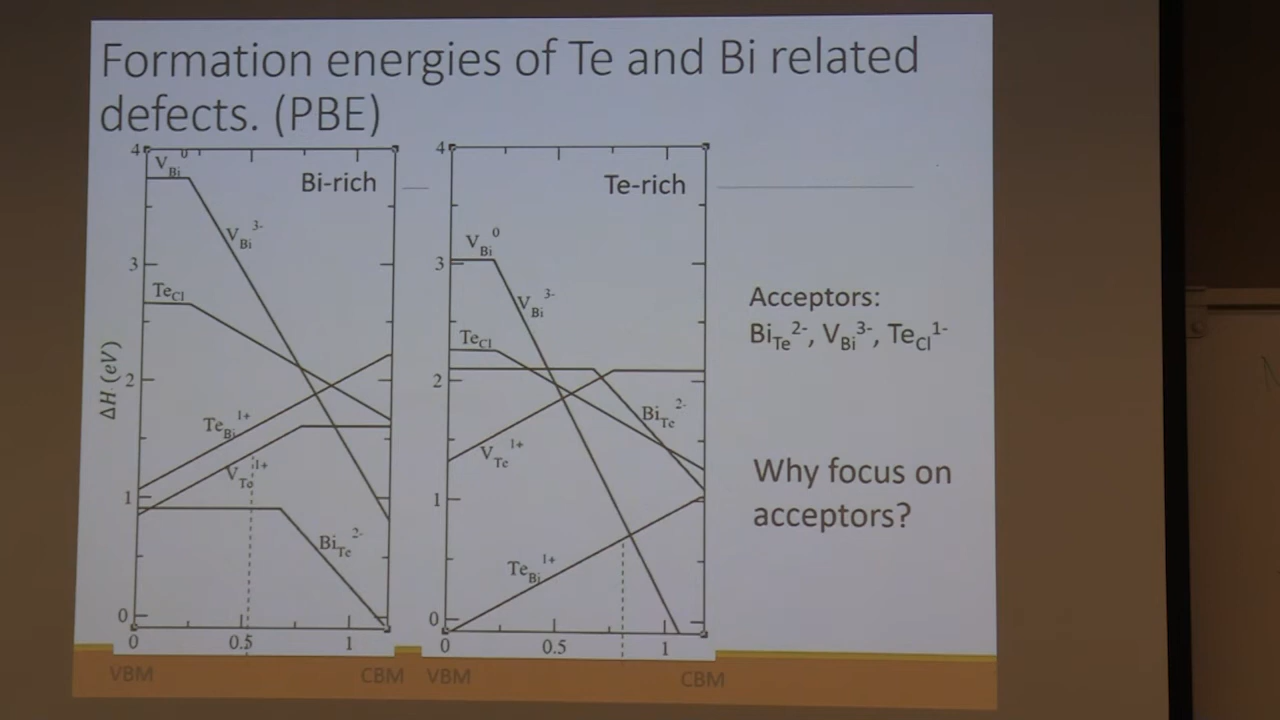 Formation energies of Te and Bi related
defects. (PBE)
Bi-rich
Te-rich
ΔH (eV)
4
3
2
1
0
0
0.5
1
V_Bi^0
V_Bi^3-
Te_Cl
Te_Bi^1+
V_Te^1+
Bi_Te^2-
VBM
CBM
4
3
2
1
0
0
0.5
1
V_Bi^0
V_Bi^3-
Te_Cl
Bi_Te^2-
V_Te^1+
Te_Bi^1+
VBM
CBM
Acceptors:
Bi_Te^2-, V_Bi^3-, Te_Cl^1-
Why focus on
acceptors?